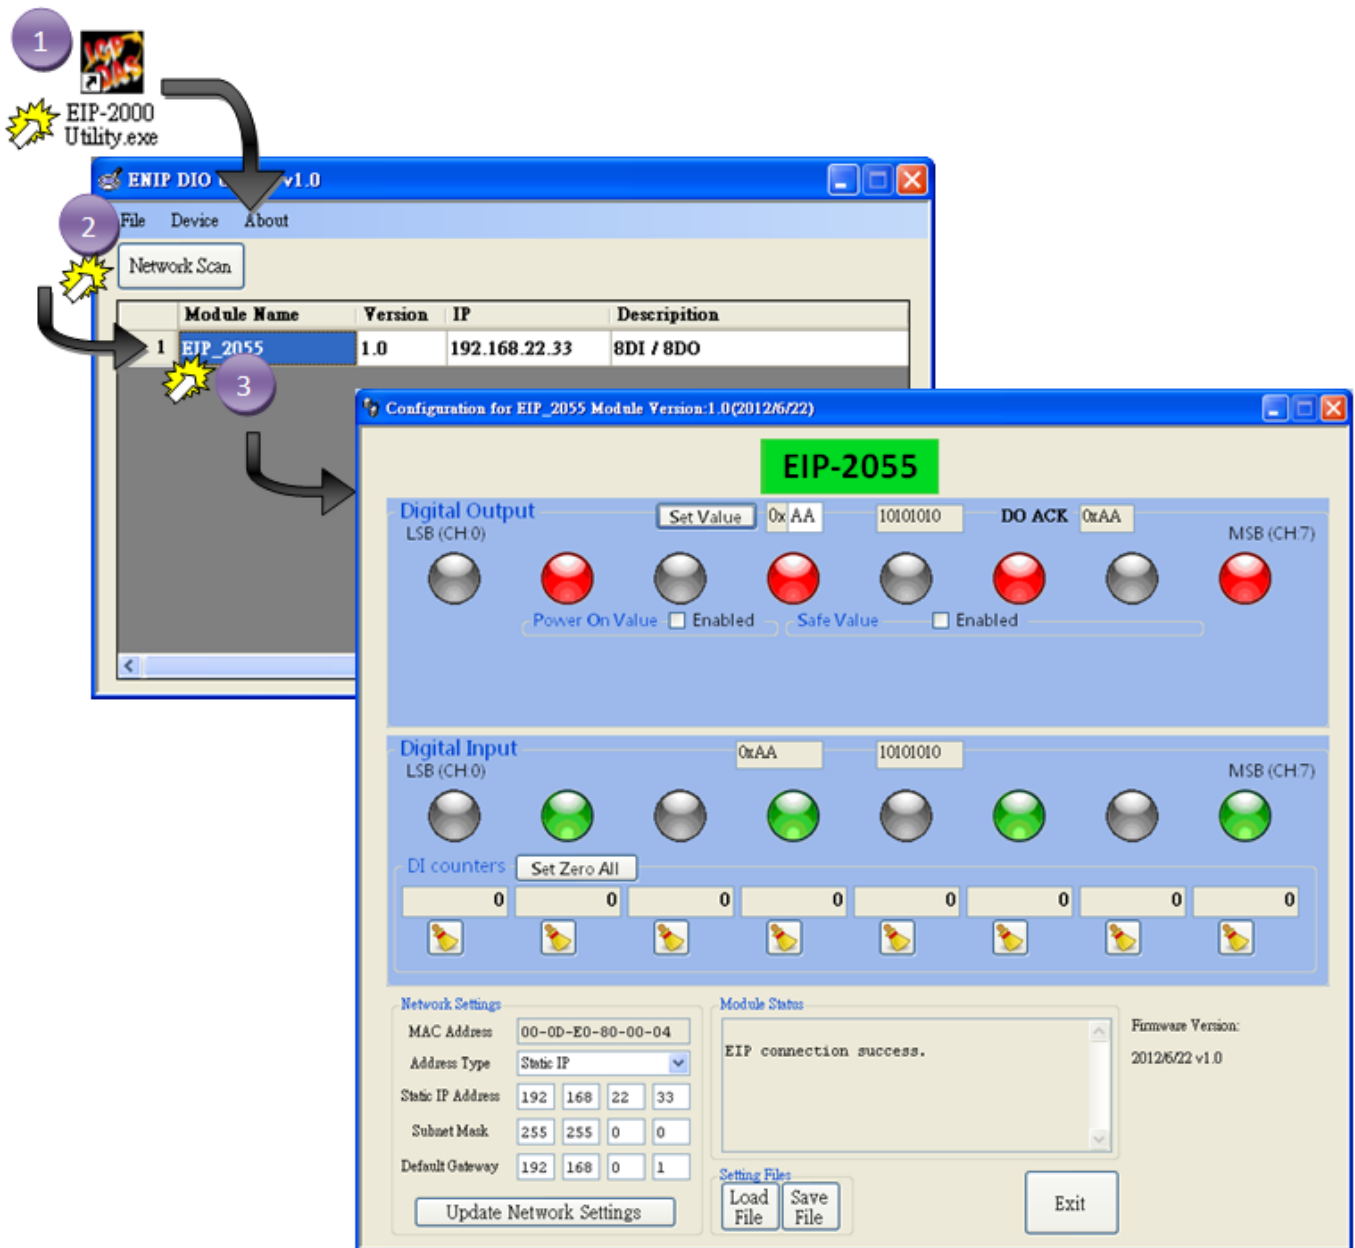 1
ICP
DAS
EIP-2000
Utility.exe
ENIP DIO v1.0
2
File Device About
Network Scan
Module Name Version IP Descripition
1 EIP_2055 1.0 192.168.22.33 8DI / 8DO
3
Configuration for EIP_2055 Module Version:1.0(2012/6/22)
EIP-2055
Digital Output Set Value 0x AA 10101010 DO ACK 0xAA
LSB (CH:0) MSB (CH:7)
Power On Value Enabled Safe Value Enabled
Digital Input 0xAA 10101010
LSB (CH:0) MSB (CH:7)
DI counters Set Zero All
0 0 0 0 0 0 0 0
Network Settings
MAC Address 00-0D-E0-80-00-04
Address Type Static IP
Static IP Address 192 168 22 33
Subnet Mask 255 255 0 0
Default Gateway 192 168 0 1
Update Network Settings
Module Status
EIP connection success.
Firmware Version:
2012/6/22 v1.0
Setting Files
Load File
Save File
Exit